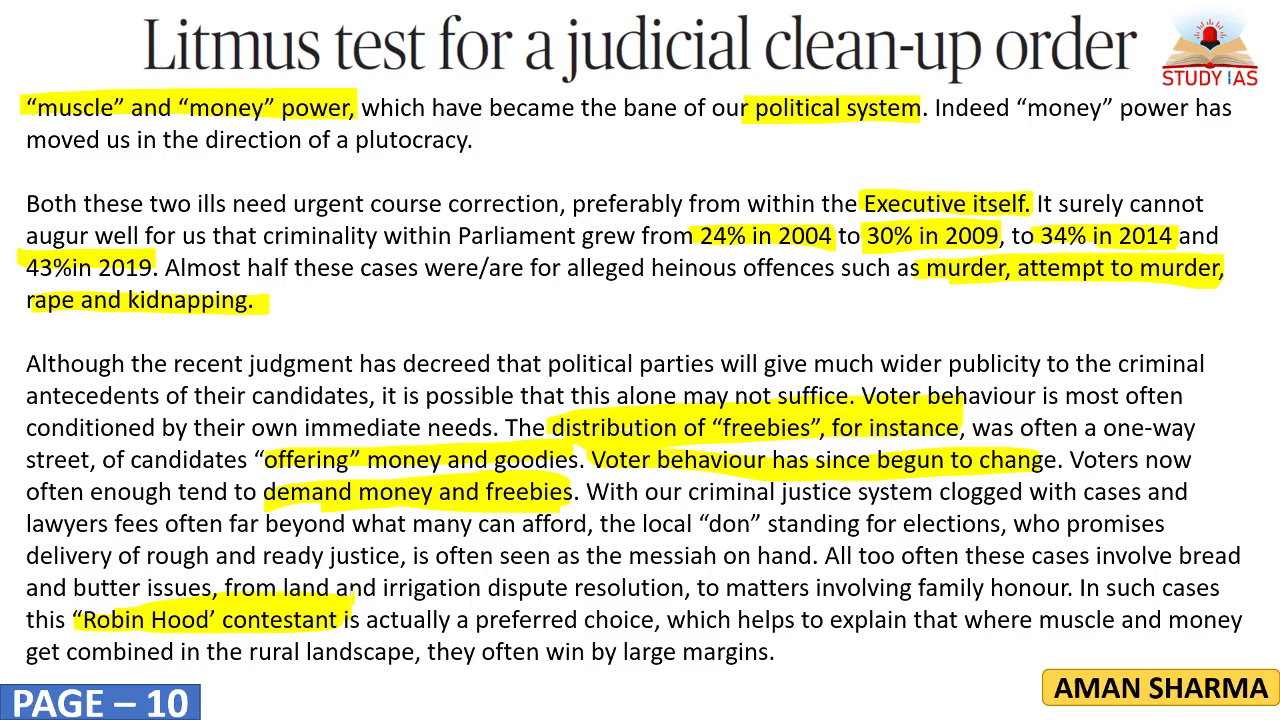 Litmus test for a judicial clean-up order
STUDY IAS
“muscle” and “money” power, which have became the bane of our political system. Indeed “money” power has
moved us in the direction of a plutocracy.
Both these two ills need urgent course correction, preferably from within the Executive itself. It surely cannot
augur well for us that criminality within Parliament grew from 24% in 2004 to 30% in 2009, to 34% in 2014 and
43%in 2019. Almost half these cases were/are for alleged heinous offences such as murder, attempt to murder,
rape and kidnapping.
Although the recent judgment has decreed that political parties will give much wider publicity to the criminal
antecedents of their candidates, it is possible that this alone may not suffice. Voter behaviour is most often
conditioned by their own immediate needs. The distribution of “freebies”, for instance, was often a one-way
street, of candidates “offering” money and goodies. Voter behaviour has since begun to change. Voters now
often enough tend to demand money and freebies. With our criminal justice system clogged with cases and
lawyers fees often far beyond what many can afford, the local “don” standing for elections, who promises
delivery of rough and ready justice, is often seen as the messiah on hand. All too often these cases involve bread
and butter issues, from land and irrigation dispute resolution, to matters involving family honour. In such cases
this “Robin Hood’ contestant is actually a preferred choice, which helps to explain that where muscle and money
get combined in the rural landscape, they often win by large margins.
PAGE – 10
AMAN SHARMA